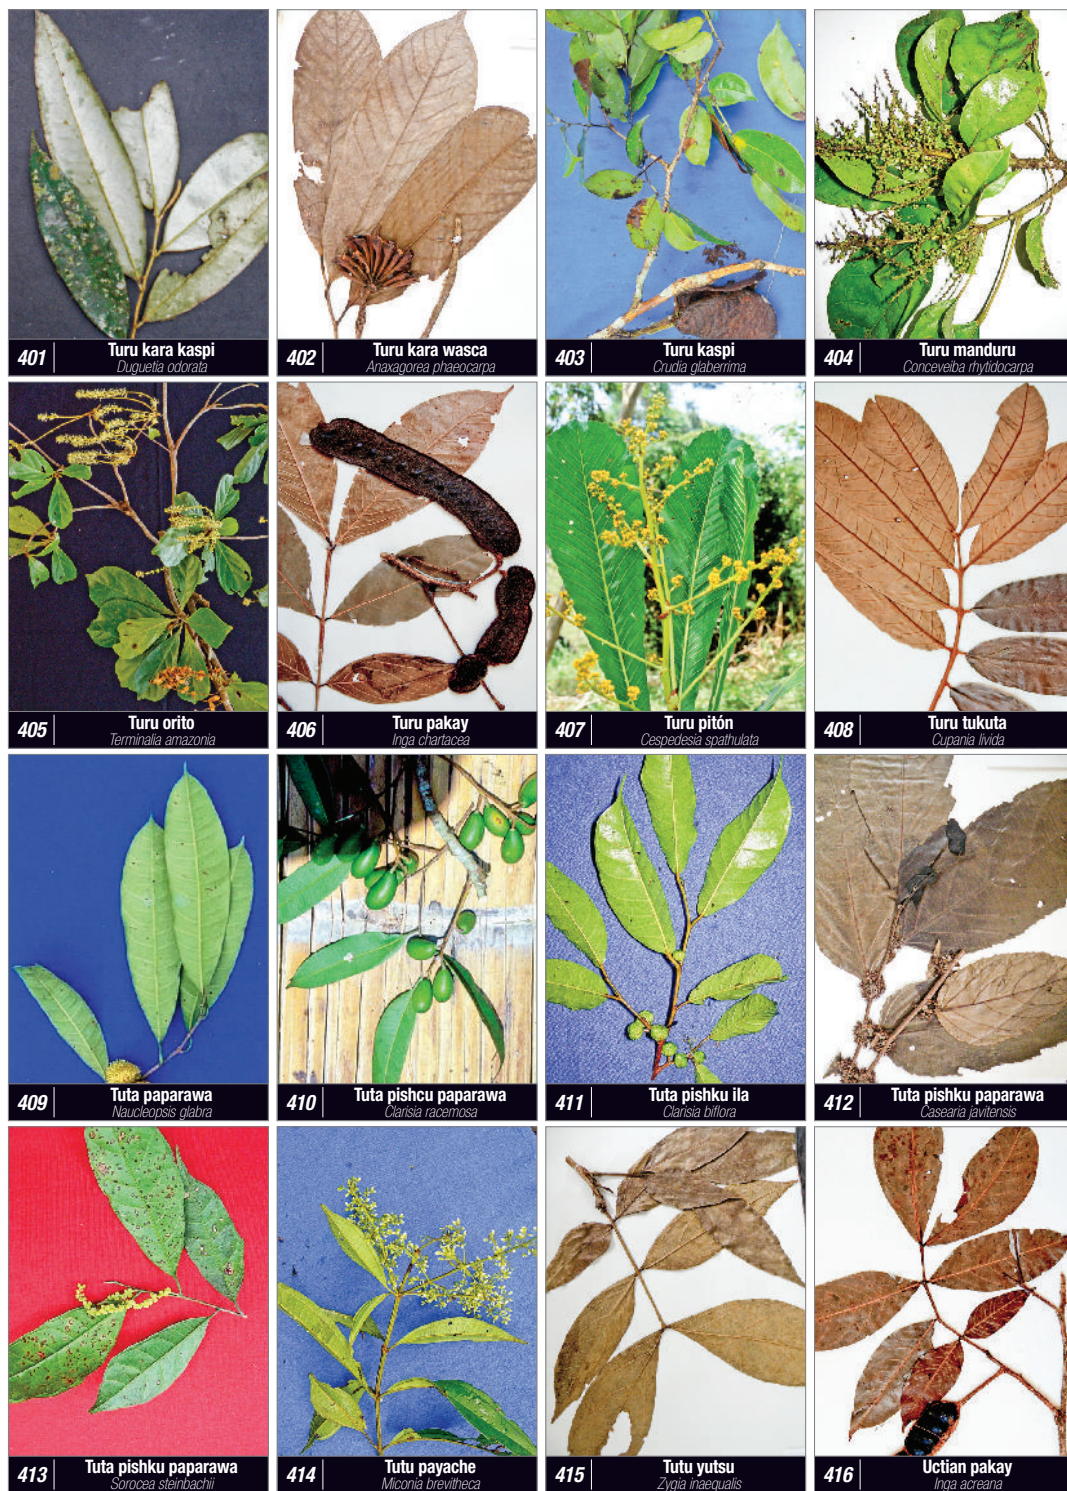 401 Turu kara kaspi
Duguetia odorata
402 Turu kara wasca
Anaxagorea phaeocarpa
403 Turu kaspi
Crudia glaberrima
404 Turu manduru
Conceveiba rhytidocarpa
405 Turu orito
Terminalia amazonia
406 Turu pakay
Inga chartacea
407 Turu pitón
Cespedesia spathulata
408 Turu tukuta
Cupania livida
409 Tuta paparawa
Naucleopsis glabra
410 Tuta pishcu paparawa
Clarisia racemosa
411 Tuta pishku ila
Clarisia biflora
412 Tuta pishku paparawa
Casearia javitensis
413 Tuta pishku paparawa
Sorocea steinbachii
414 Tutu payache
Miconia brevitheca
415 Tutu yutsu
Zygia inaequalis
416 Uctian pakay
Inga acreana